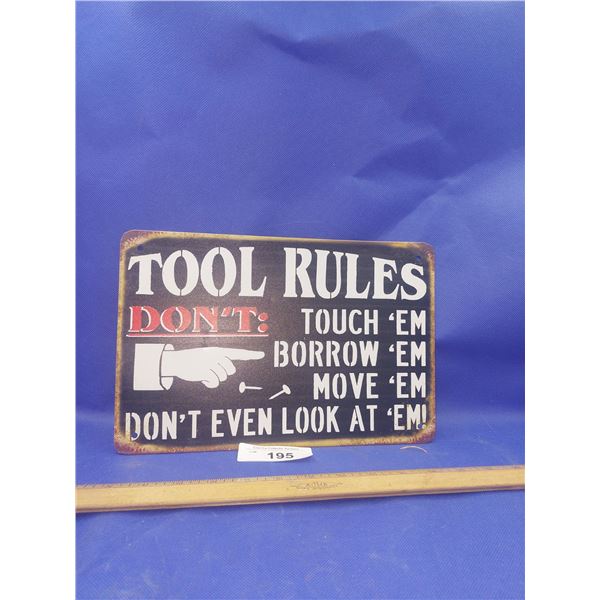 TOOL RULES
DON'T:
TOUCH 'EM
BORROW 'EM
MOVE 'EM
DON'T EVEN LOOK AT 'EM!
195